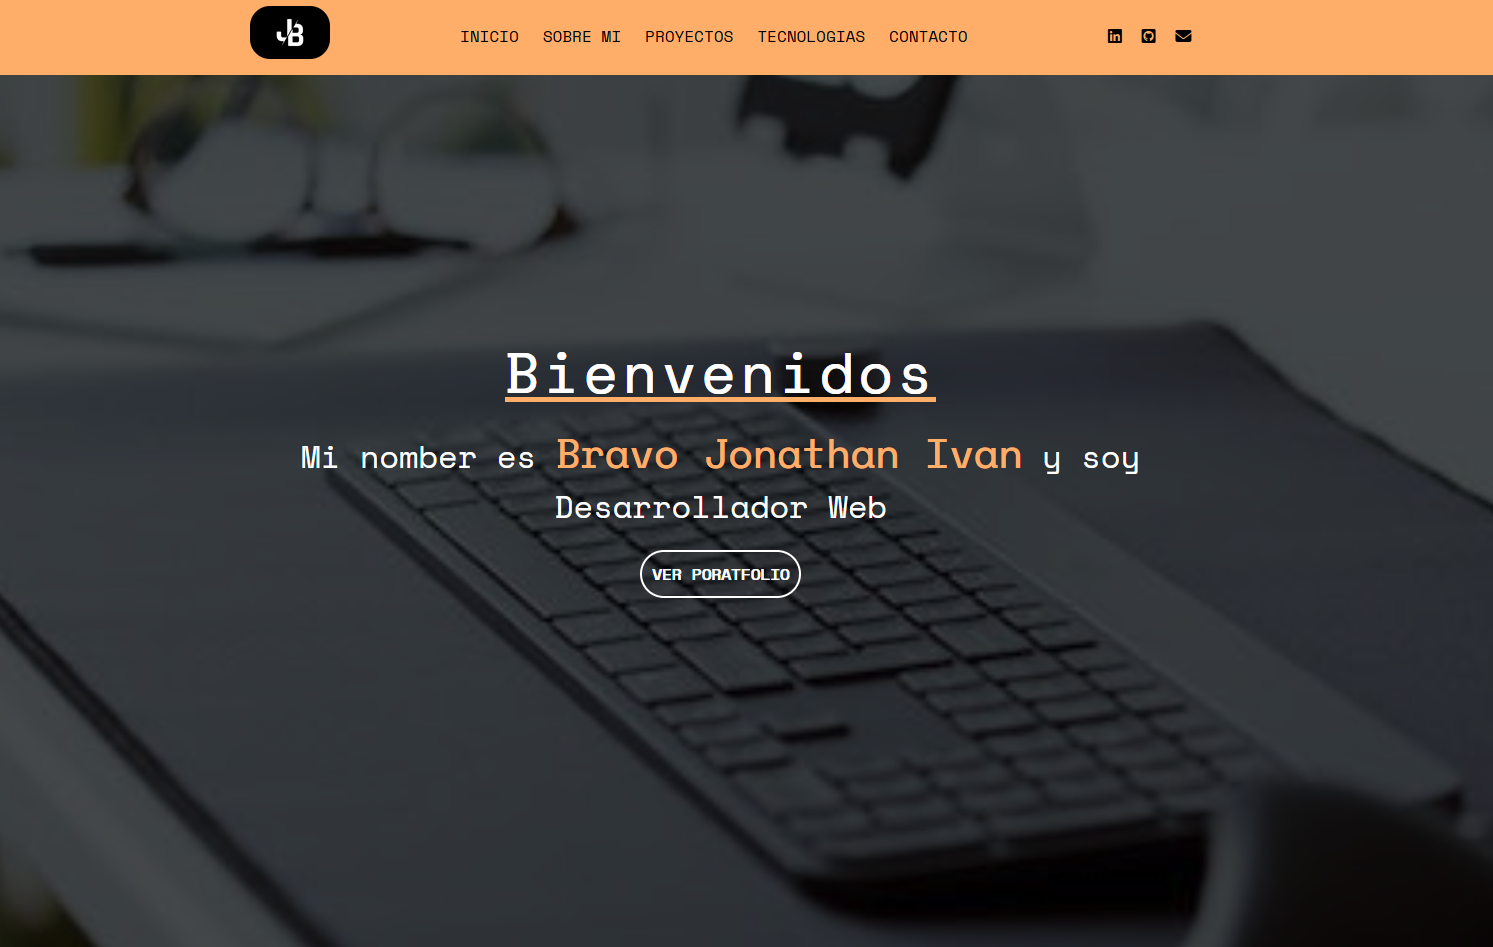 JB
INICIO SOBRE MI PROYECTOS TECNOLOGIAS CONTACTO
Bienvenidos
Mi nomber es Bravo Jonathan Ivan y soy
Desarrollador Web
VER PORATFOLIO